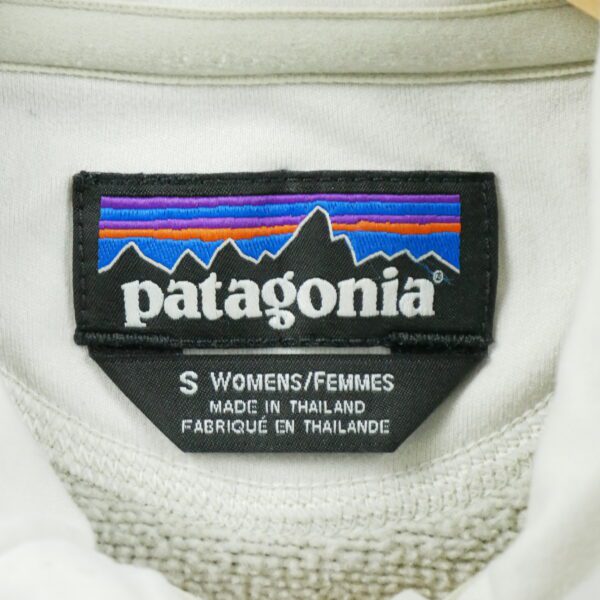 patagonia®
S WOMENS/FEMMES
MADE IN THAILAND
FABRIQUÉ EN THAILANDE